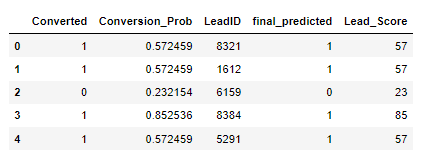 Converted Conversion_Prob LeadID final_predicted Lead_Score
0 1 0.572459 8321 1 57
1 1 0.572459 1612 1 57
2 0 0.232154 6159 0 23
3 1 0.852536 8384 1 85
4 1 0.572459 5291 1 57